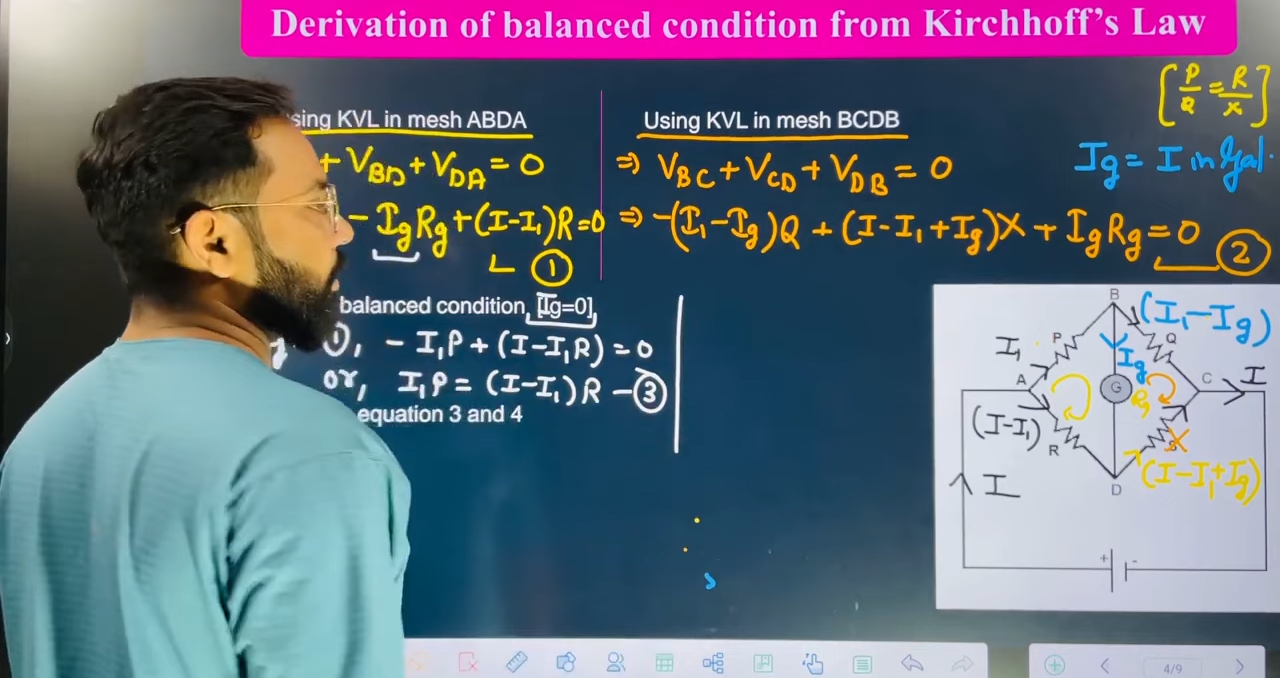 Derivation of balanced condition from Kirchhoff's Law
[P/Q = R/X]
Ig = I in Gal.
sing KVL in mesh ABDA
+ VBD + VDA = 0
- IgRg + (I-I1)R=0
①
Using KVL in mesh BCDB
⇒ VBC + VCD + VDB = 0
⇒ -(I1-Ig)Q + (I-I1+Ig)X + IgRg = 0
②
balanced condition, [Ig=0],
①, - I1P + (I-I1R) = 0
or, I1P = (I-I1)R - ③
equation 3 and 4
B
(I1-Ig)
I1
P
Q
Ig
A
G
Rg
C
I
(I-I1)
R
X
D
(I-I1+Ig)
I
+
-
4/9